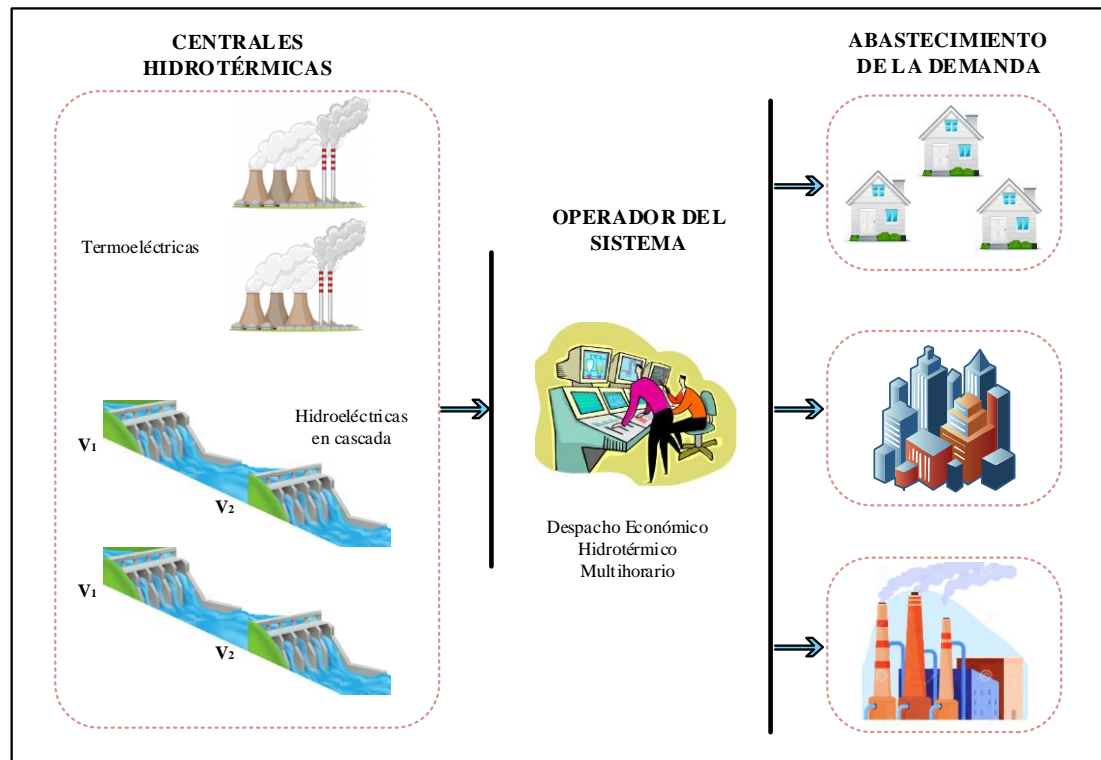 CENTRALES
HIDROTÉRMICAS
Termoeléctricas
Hidroeléctricas
en cascada
V1
V2
V1
V2
OPERADOR DEL
SISTEMA
Despacho Económico
Hidrotérmico
Multihorario
ABASTECIMIENTO
DE LA DEMANDA